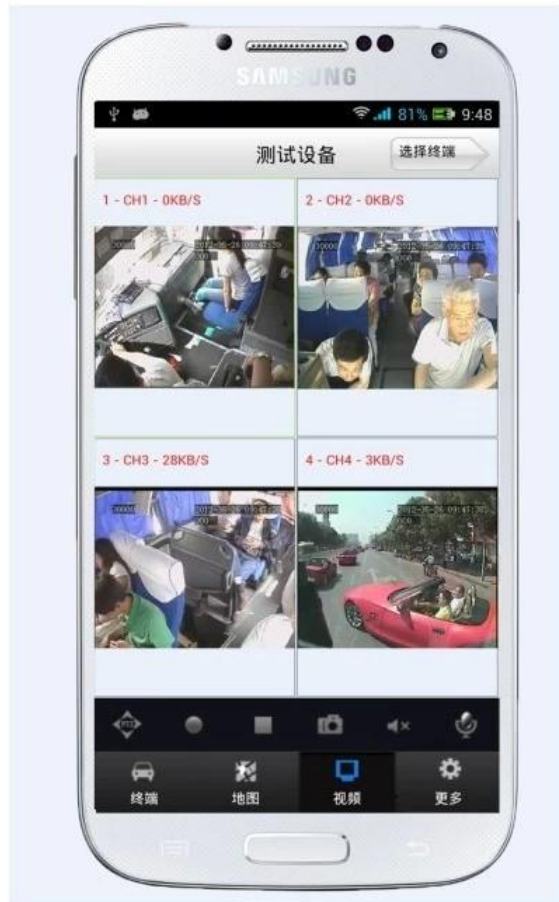 SAMSUNG
81% 9:48
测试设备
选择终端
1 - CH1 - 0KB/S
2 - CH2 - 0KB/S
3 - CH3 - 28KB/S
4 - CH4 - 3KB/S
PTZ
终端
地图
视频
更多